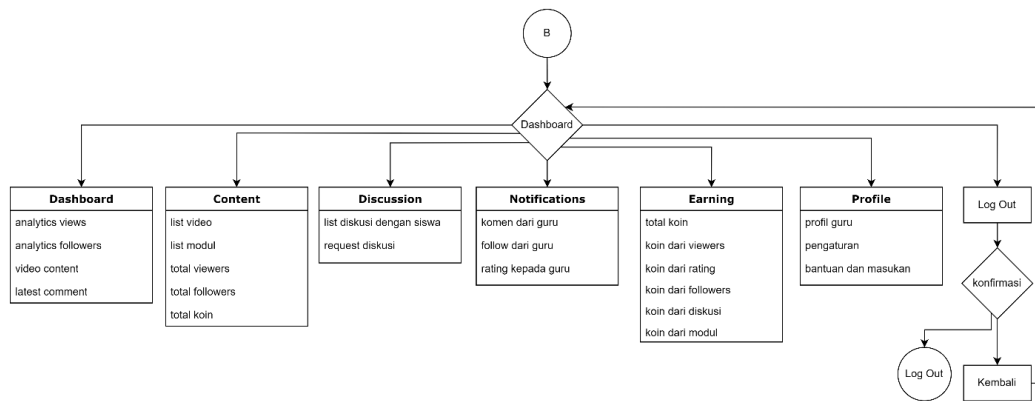 B
Dashboard
Dashboard
analytics views
analytics followers
video content
latest comment
Content
list video
list modul
total viewers
total followers
total koin
Discussion
list diskusi dengan siswa
request diskusi
Notifications
komen dari guru
follow dari guru
rating kepada guru
Earning
total koin
koin dari viewers
koin dari rating
koin dari followers
koin dari diskusi
koin dari modul
Profile
profil guru
pengaturan
bantuan dan masukan
Log Out
konfirmasi
Log Out
Kembali